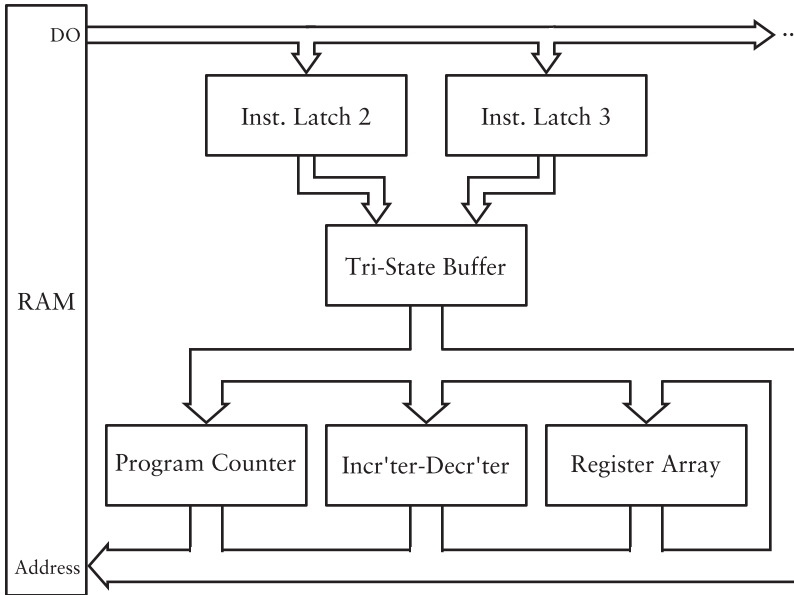 DO
..
Inst. Latch 2
Inst. Latch 3
Tri-State Buffer
RAM
Program Counter
Incr'ter-Decr'ter
Register Array
Address